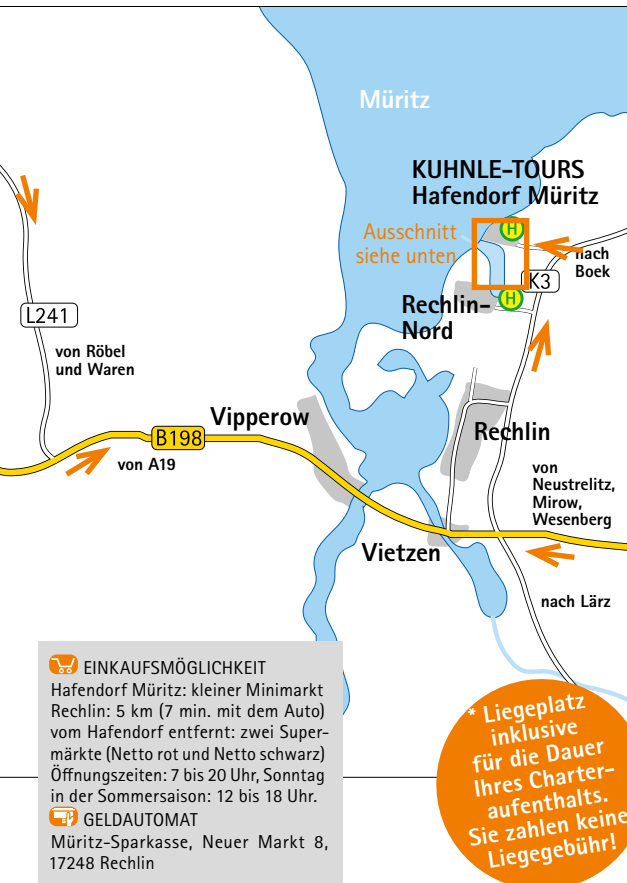 Müritz
KUHNLE-TOURS
Hafendorf Müritz
H
Ausschnitt
siehe unten
nach
Boek
K3
H
Rechlin-
Nord
L241
von Röbel
und Waren
Vipperow
B198
von A19
Rechlin
von
Neustrelitz,
Mirow,
Wesenberg
Vietzen
nach Lärz
EINKAUFSMÖGLICHKEIT
Hafendorf Müritz: kleiner Minimarkt
Rechlin: 5 km (7 min. mit dem Auto)
vom Hafendorf entfernt: zwei Super-
märkte (Netto rot und Netto schwarz)
Öffnungszeiten: 7 bis 20 Uhr, Sonntag
in der Sommersaison: 12 bis 18 Uhr.
GELDAUTOMAT
Müritz-Sparkasse, Neuer Markt 8,
17248 Rechlin
* Liegeplatz
inklusive
für die Dauer
Ihres Charter-
aufenthalts.
Sie zahlen keine
Liegegebühr!